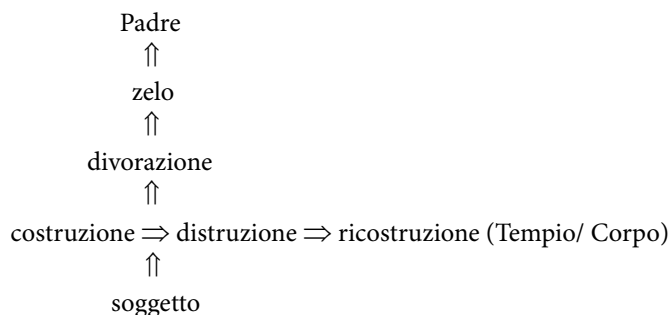 Padre
⇑
zelo
⇑
divorazione
⇑
costruzione ⇒ distruzione ⇒ ricostruzione (Tempio/ Corpo)
⇑
soggetto